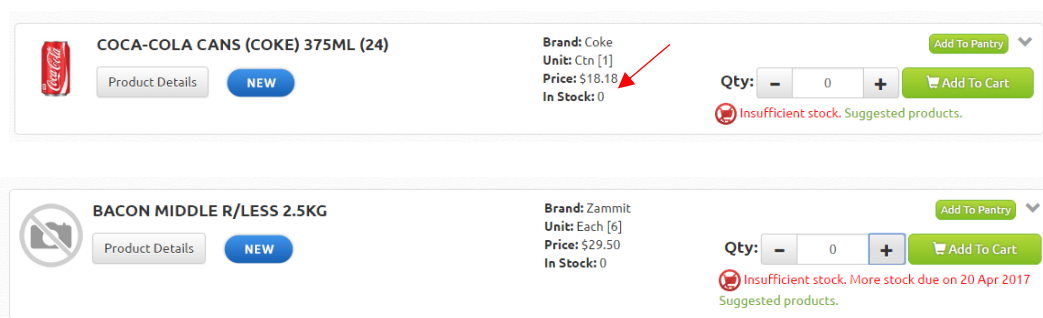 COCA-COLA CANS (COKE) 375ML (24)
Product Details
NEW
Brand: Coke
Unit: Ctn [1]
Price: $18.18
In Stock: 0
Add To Pantry
Qty: - 0 + Add To Cart
Insufficient stock. Suggested products.
BACON MIDDLE R/LESS 2.5KG
Product Details
NEW
Brand: Zammit
Unit: Each [6]
Price: $29.50
In Stock: 0
Add To Pantry
Qty: - 0 + Add To Cart
Insufficient stock. More stock due on 20 Apr 2017
Suggested products.